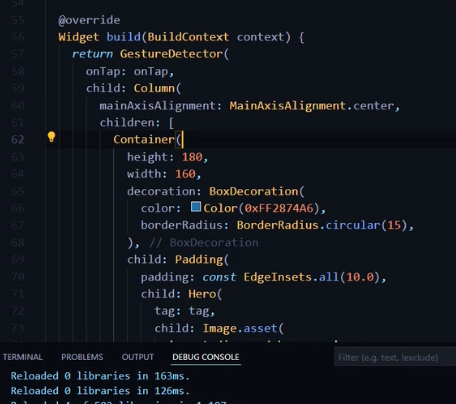 54
55 @override
56 Widget build(BuildContext context) {
57 return GestureDetector(
58 onTap: onTap,
59 child: Column(
60 mainAxisAlignment: MainAxisAlignment.center,
61 children: [
62 Container(
63 height: 180,
64 width: 160,
65 decoration: BoxDecoration(
66 color: Color(0xFF2874A6),
67 borderRadius: BorderRadius.circular(15),
68 ), // BoxDecoration
69 child: Padding(
70 padding: const EdgeInsets.all(10.0),
71 child: Hero(
72 tag: tag,
73 child: Image.asset(
TERMINAL PROBLEMS OUTPUT DEBUG CONSOLE Filter (e.g. text, !exclude)
Reloaded 0 libraries in 163ms.
Reloaded 0 libraries in 126ms.